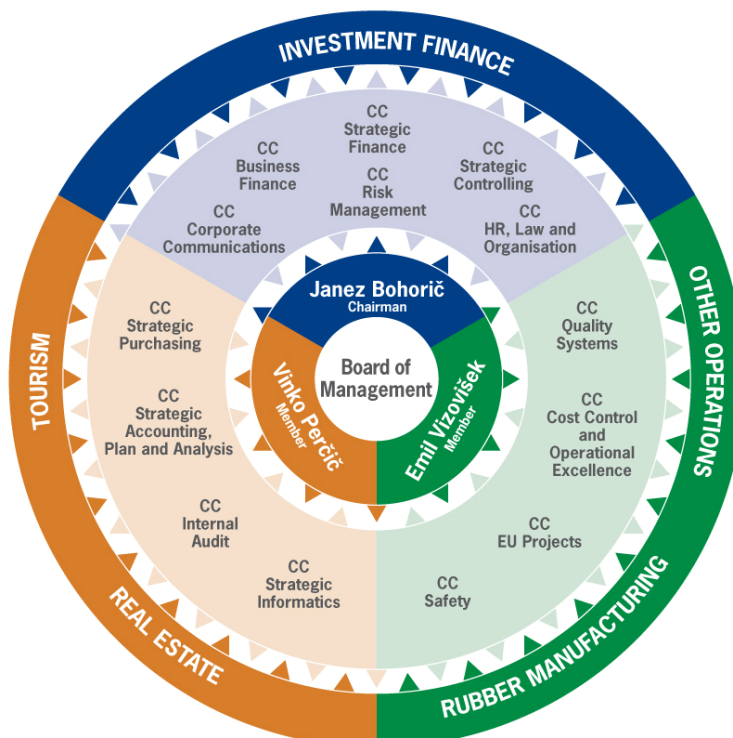 INVESTMENT FINANCE
CC
Strategic
Finance
CC
Business
Finance
CC
Strategic
Controlling
CC
Risk
Management
CC
Corporate
Communications
CC
HR, Law and
Organisation
Janez Bohorič
Chairman
Board of
Management
Vinko Perčič
Member
Emil Vizovišek
Member
TOURISM
CC
Strategic
Purchasing
CC
Strategic
Accounting,
Plan and Analysis
CC
Internal
Audit
CC
Strategic
Informatics
REAL ESTATE
OTHER OPERATIONS
CC
Quality
Systems
CC
Cost Control
and
Operational
Excellence
CC
EU Projects
CC
Safety
RUBBER MANUFACTURING